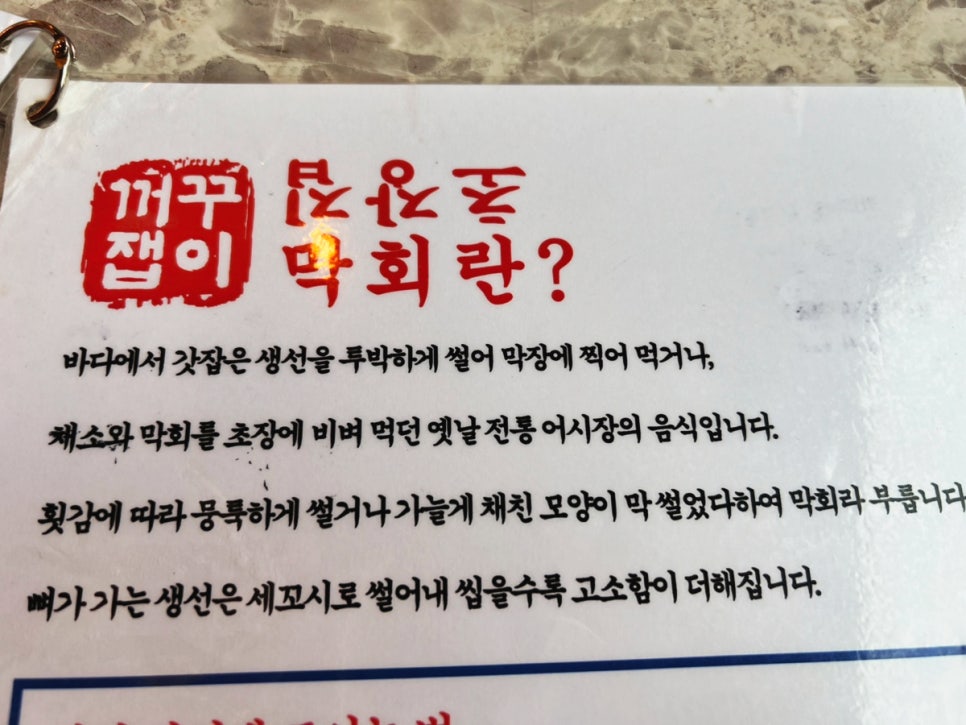 꺼꾸
잽이
초장집
막회란?
바다에서 갓잡은 생선을 투박하게 썰어 막장에 찍어 먹거나,
채소와 막회를 초장에 비벼 먹던 옛날 전통 어시장의 음식입니다.
횟감에 따라 뭉툭하게 썰거나 가늘게 채친 모양이 막 썰었다하여 막회라 부릅니다
뼈가 가는 생선은 세꼬시로 썰어내 씹을수록 고소함이 더해집니다.